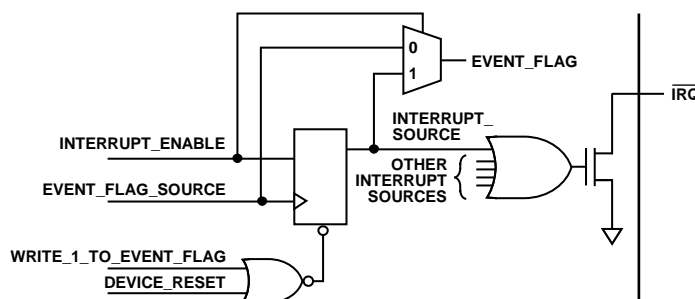 0
EVENT_FLAG
1
IRQ
INTERRUPT_
SOURCE
INTERRUPT_ENABLE
OTHER
INTERRUPT
SOURCES
EVENT_FLAG_SOURCE
WRITE_1_TO_EVENT_FLAG
DEVICE_RESET